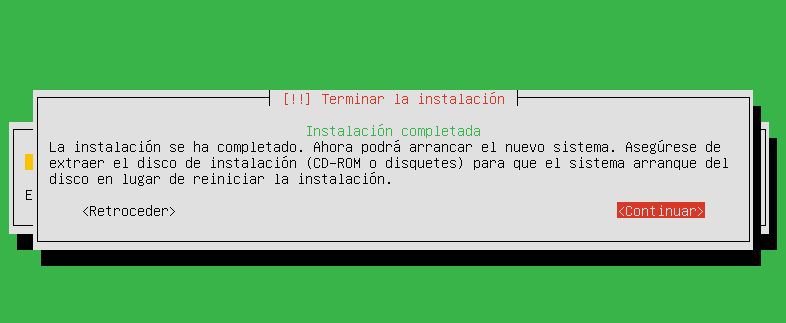 [!!] Terminar la instalación
Instalación completada
La instalación se ha completado. Ahora podrá arrancar el nuevo sistema. Asegúrese de
extraer el disco de instalación (CD-ROM o disquetes) para que el sistema arranque del
disco en lugar de reiniciar la instalación.
E
<Retroceder> <Continuar>